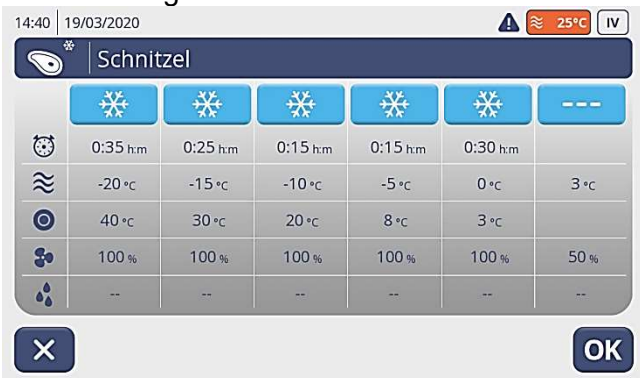 14:40 19/03/2020 25°C IV
Schnitzel
---
0:35 h:m 0:25 h:m 0:15 h:m 0:15 h:m 0:30 h:m
-20 °C -15 °C -10 °C -5 °C 0 °C 3 °C
40 °C 30 °C 20 °C 8 °C 3 °C
100 % 100 % 100 % 100 % 100 % 50 %
-- -- -- -- -- --
X OK